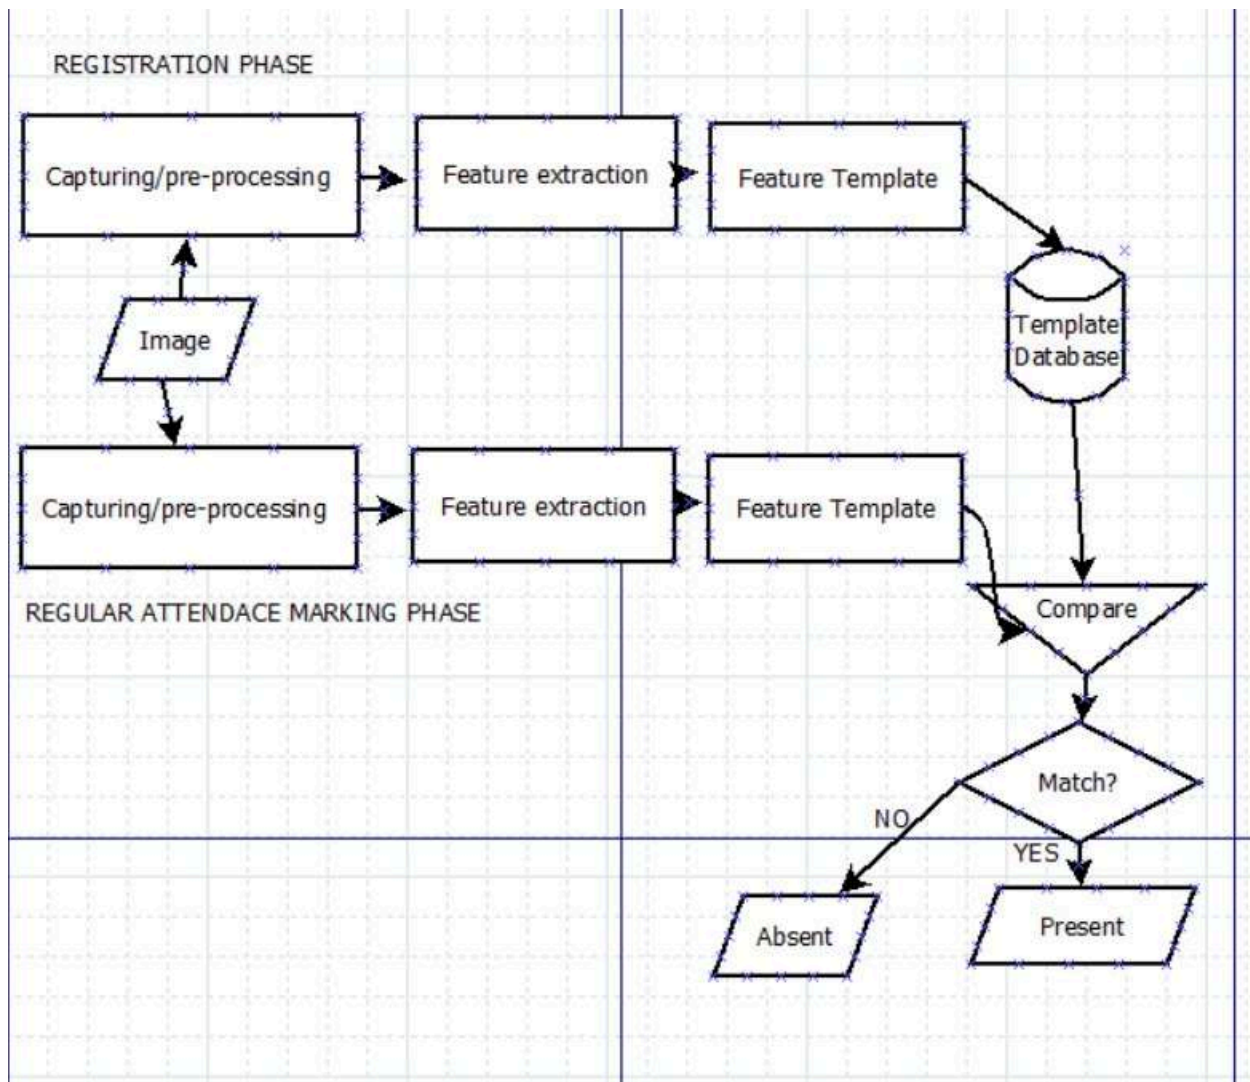 REGISTRATION PHASE
Capturing/pre-processing
Feature extraction
Feature Template
Image
Template
Database
Capturing/pre-processing
Feature extraction
Feature Template
REGULAR ATTENDACE MARKING PHASE
Compare
Match?
NO
YES
Absent
Present